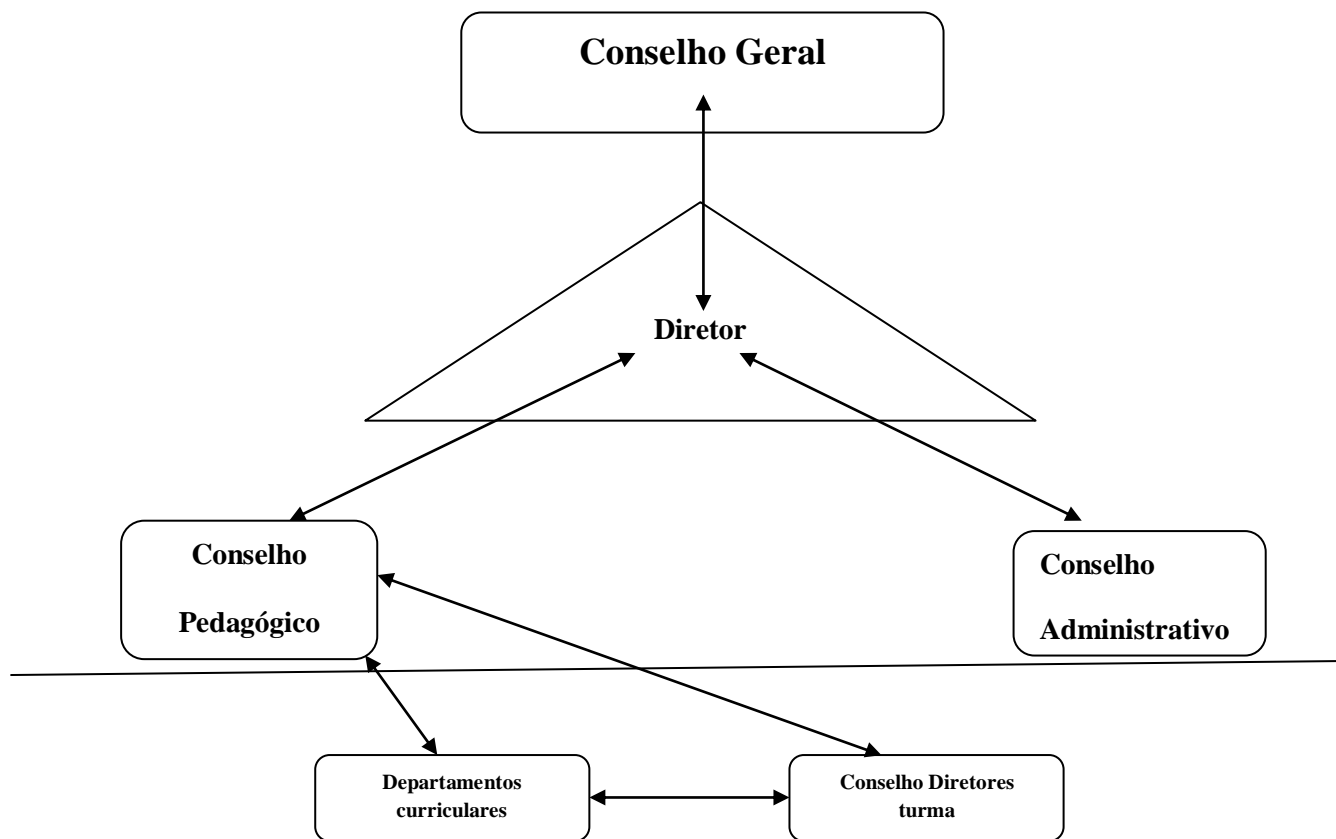 Conselho Geral
Diretor
Conselho
Pedagógico
Conselho
Administrativo
Departamentos
curriculares
Conselho Diretores
turma